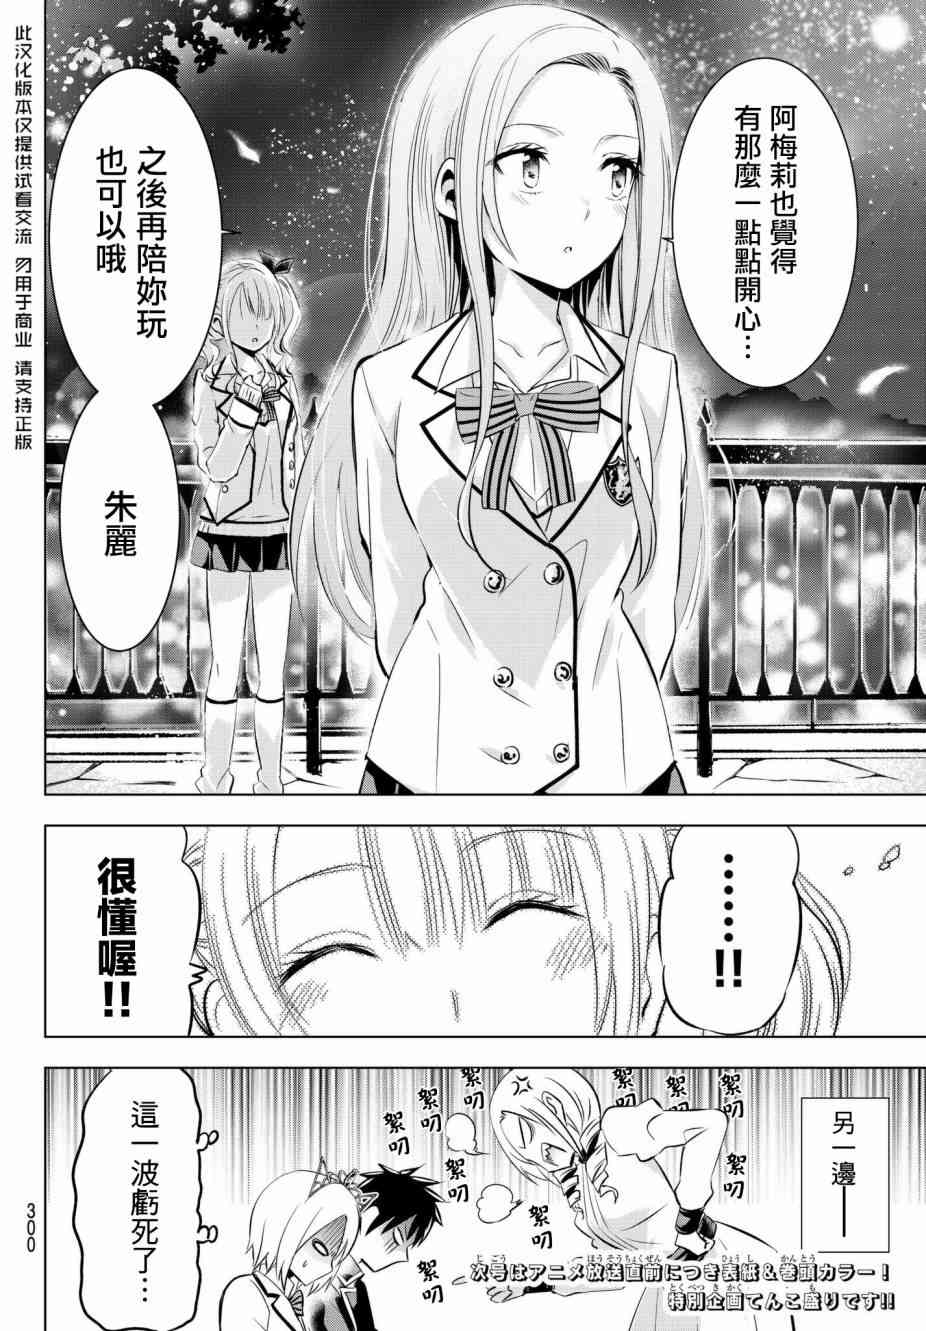 此汉化版本仅提供试看交流 勿用于商业 请支持正版
阿梅莉也覺得
有那麼一點點開心…
之後再陪妳玩
也可以哦
朱麗
………!!
很懂喔!!
另一邊——
絮叨
絮叨
絮叨
絮叨
絮叨
絮叨
絮叨
絮叨
這一波虧死了…
次号はアニメ放送直前につき表紙&巻頭カラー!
特別企画てんこ盛りです!!
300